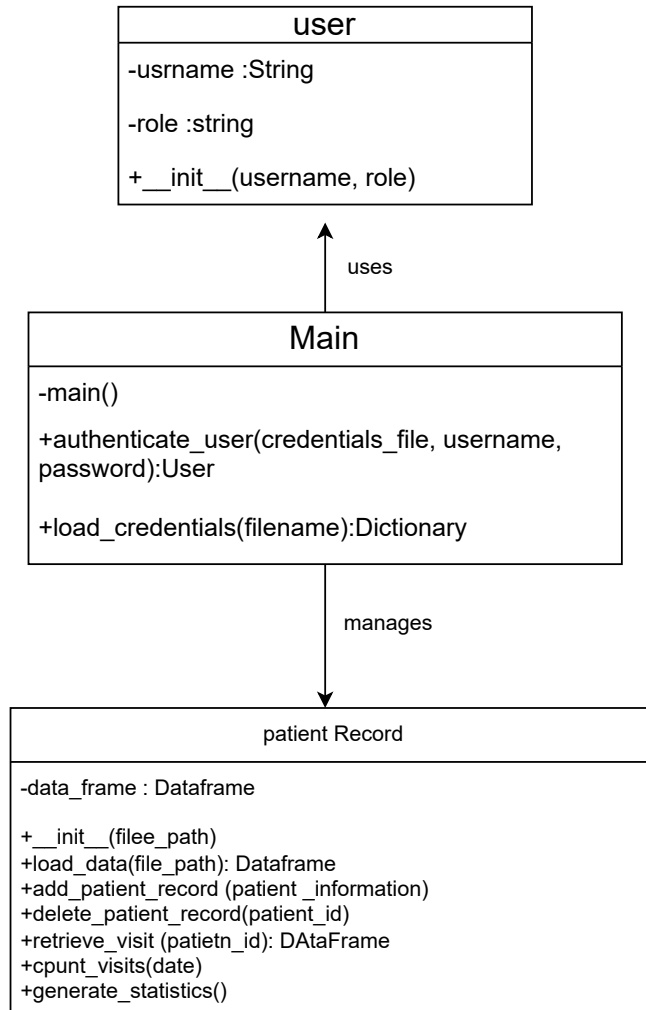 user
-usrname :String
-role :string
+__init__(username, role)
uses
Main
-main()
+authenticate_user(credentials_file, username,
password):User
+load_credentials(filename):Dictionary
manages
patient Record
-data_frame : Dataframe
+__init__(filee_path)
+load_data(file_path): Dataframe
+add_patient_record (patient _information)
+delete_patient_record(patient_id)
+retrieve_visit (patietn_id): DAtaFrame
+cpunt_visits(date)
+generate_statistics()